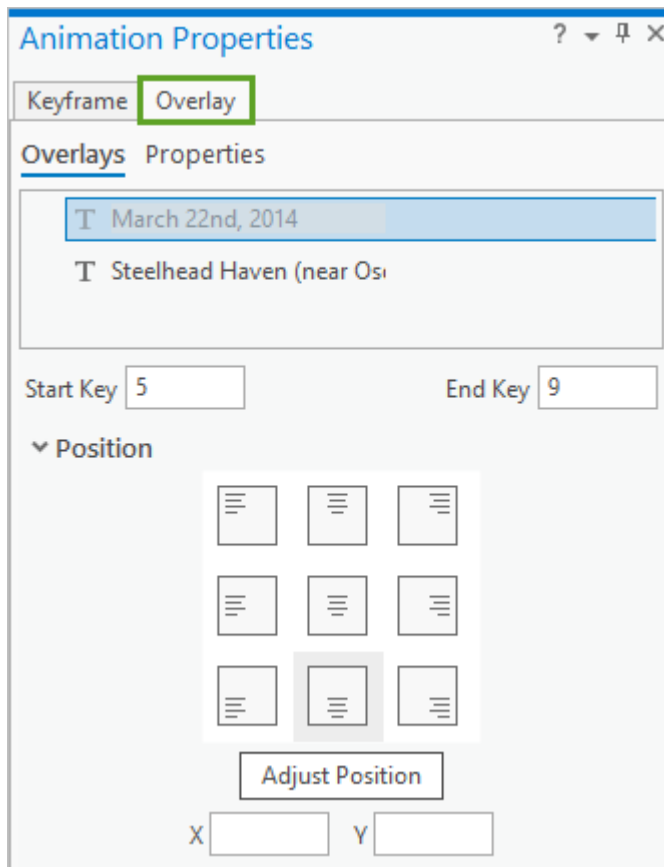 Animation Properties
Keyframe Overlay
Overlays Properties
T March 22nd, 2014
T Steelhead Haven (near Os
Start Key 5 End Key 9
Position
Adjust Position
X Y